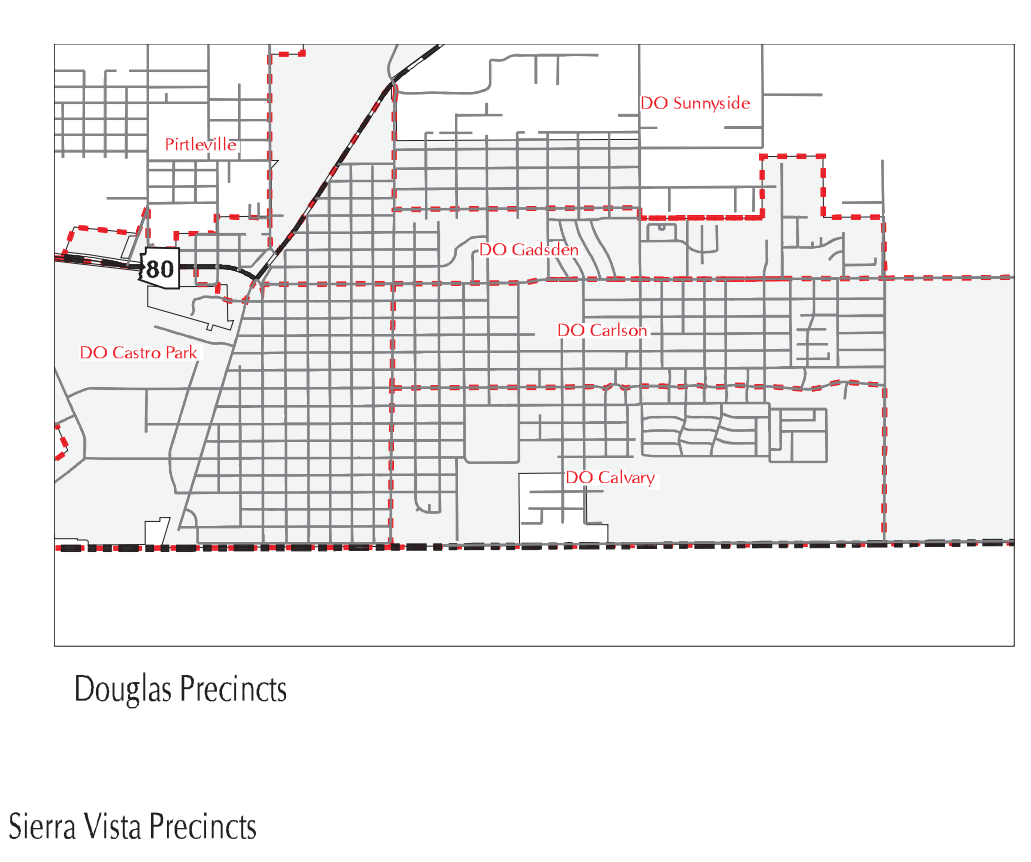 DO Sunnyside
Pirtleville
DO Gadsden
80
DO Carlson
DO Castro Park
DO Calvary
Douglas Precincts
Sierra Vista Precincts